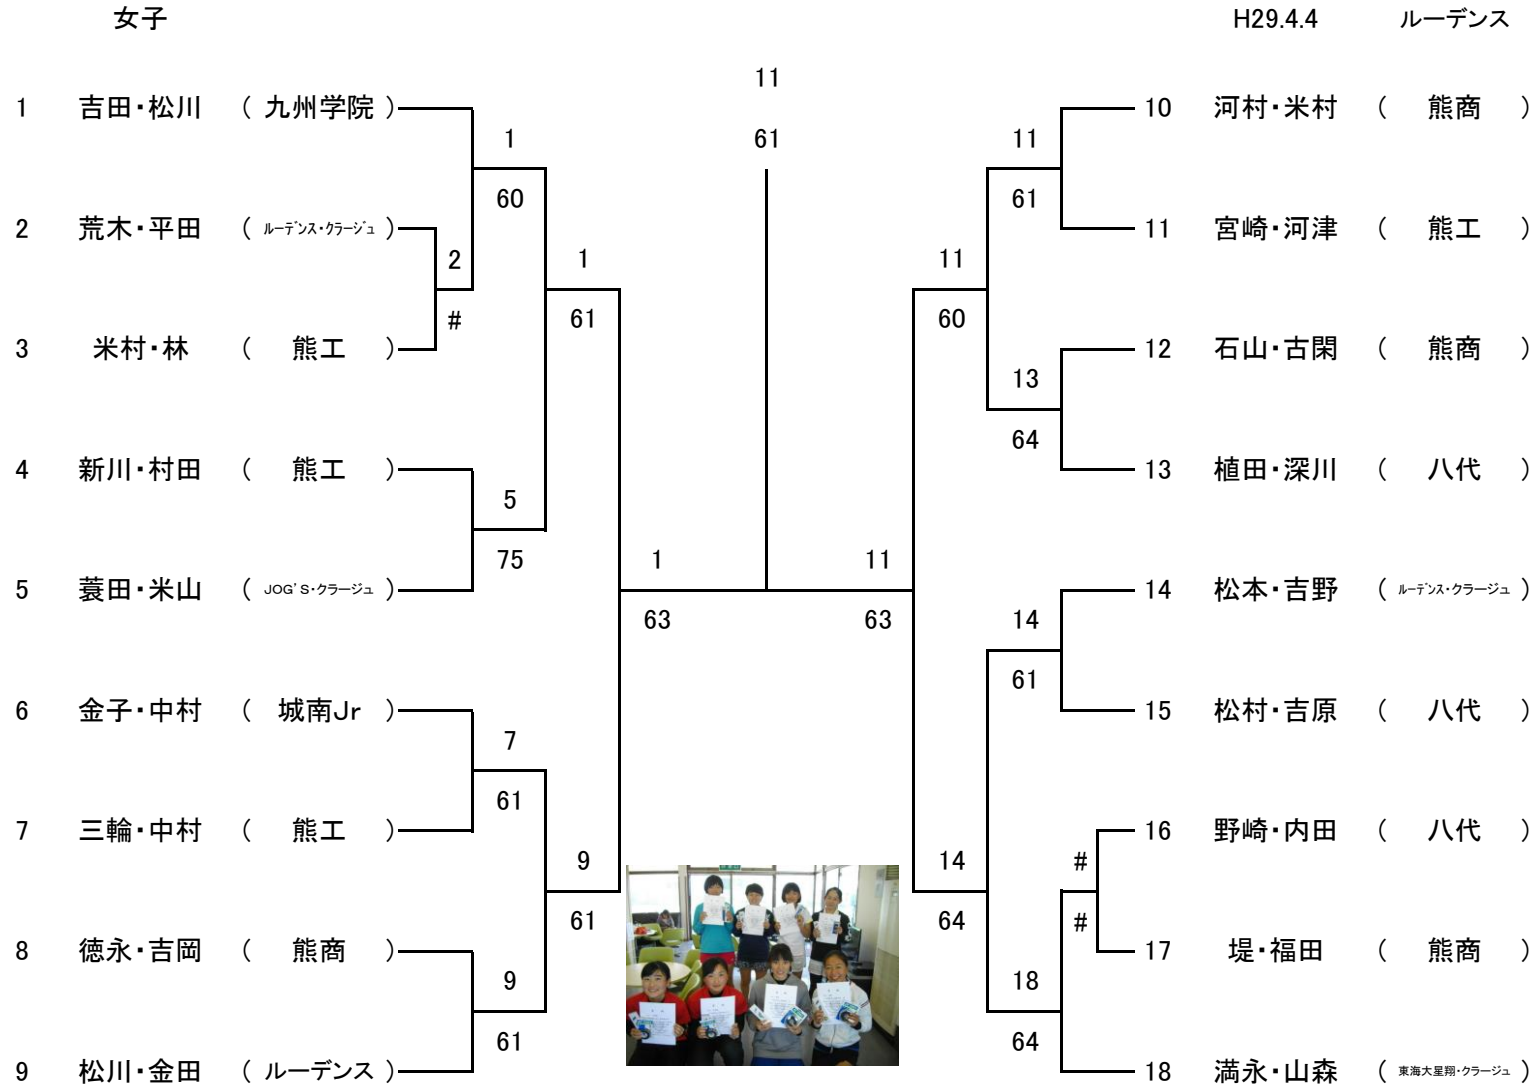 女子 H29.4.4 ルーデンス
11
1 吉田・松川 ( 九州学院 ) 10 河村・米村 ( 熊商 )
1 61 11
60 61
2 荒木・平田 ( ルーデンス・クラージュ ) 11 宮崎・河津 ( 熊工 )
2 1 11
# 61 60
3 米村・林 ( 熊工 ) 12 石山・古閑 ( 熊商 )
13
64
4 新川・村田 ( 熊工 ) 13 植田・深川 ( 八代 )
5
75 1 11
5 蓑田・米山 ( JOG'S・クラージュ ) 14 松本・吉野 ( ルーデンス・クラージュ )
63 63 14
61
6 金子・中村 ( 城南Jr ) 15 松村・吉原 ( 八代 )
7
61
7 三輪・中村 ( 熊工 ) 16 野崎・内田 ( 八代 )
9 14 #
61 64 #
8 徳永・吉岡 ( 熊商 ) 17 堤・福田 ( 熊商 )
9 18
61 64
9 松川・金田 ( ルーデンス ) 18 満永・山森 ( 東海大星翔・クラージュ )